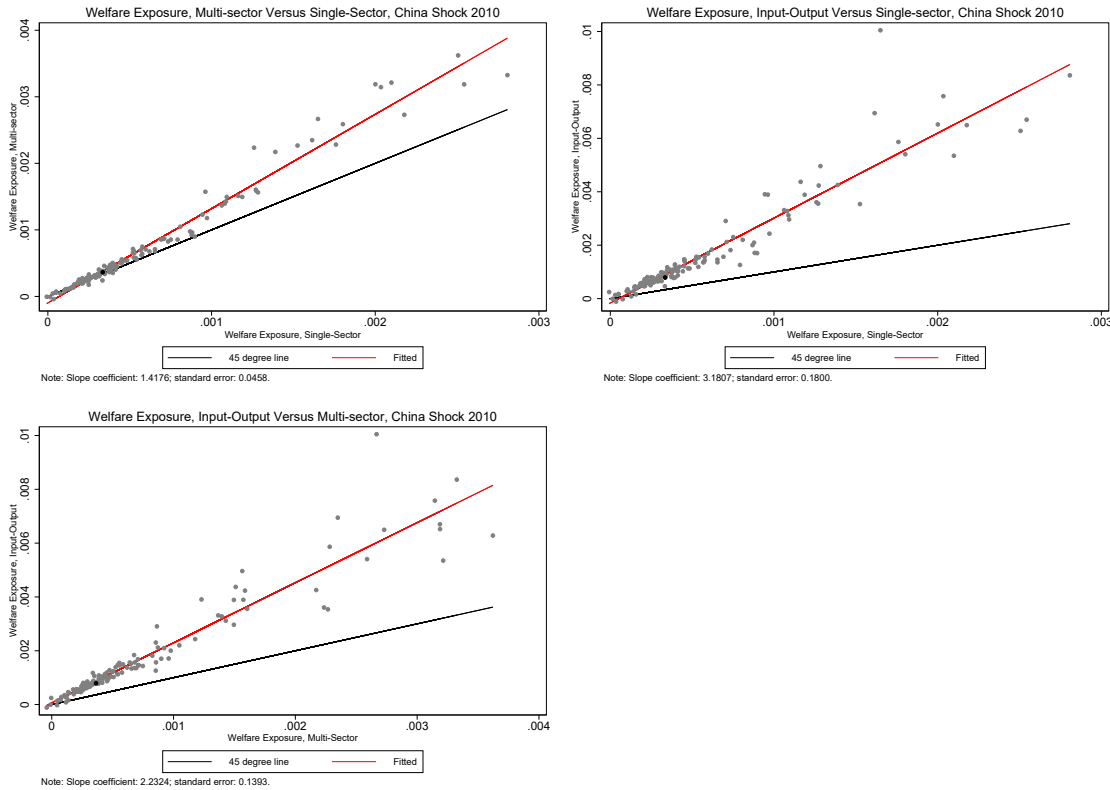 Welfare Exposure, Multi-sector Versus Single-Sector, China Shock 2010
Welfare Exposure, Multi-sector
.004
.003
.002
.001
0
0
.001
.002
.003
Welfare Exposure, Single-Sector
45 degree line
Fitted
Note: Slope coefficient: 1.4176; standard error: 0.0458.
Welfare Exposure, Input-Output Versus Single-sector, China Shock 2010
Welfare Exposure, Input-Output
.01
.008
.006
.004
.002
0
0
.001
.002
.003
Welfare Exposure, Single-Sector
45 degree line
Fitted
Note: Slope coefficient: 3.1807; standard error: 0.1800.
Welfare Exposure, Input-Output Versus Multi-sector, China Shock 2010
Welfare Exposure, Input-Output
.01
.008
.006
.004
.002
0
0
.001
.002
.003
.004
Welfare Exposure, Multi-Sector
45 degree line
Fitted
Note: Slope coefficient: 2.2324; standard error: 0.1393.